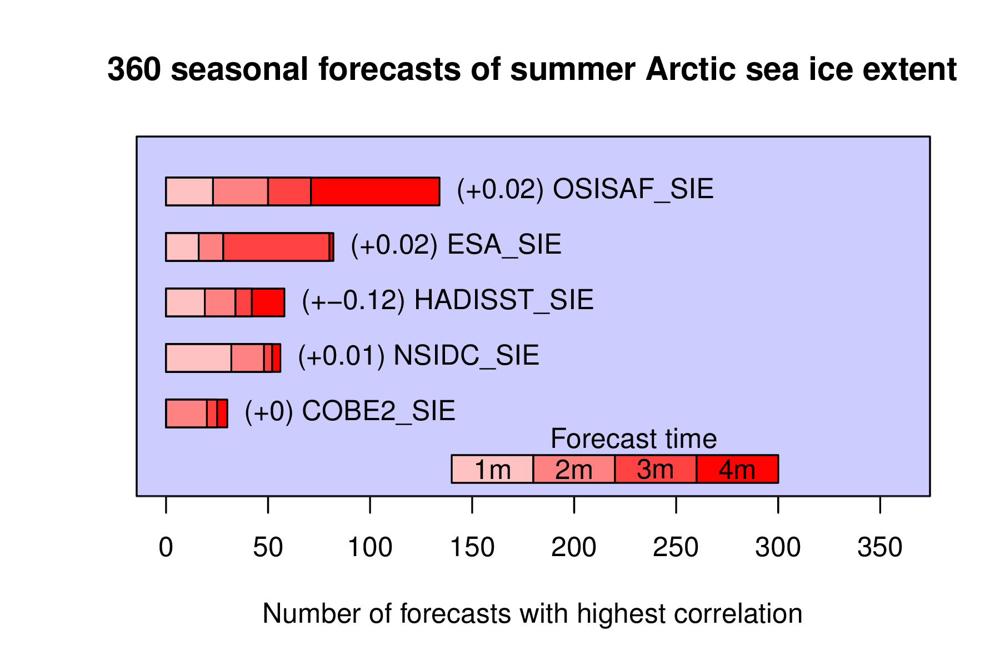 360 seasonal forecasts of summer Arctic sea ice extent
(+0.02) OSISAF_SIE
(+0.02) ESA_SIE
(+−0.12) HADISST_SIE
(+0.01) NSIDC_SIE
(+0) COBE2_SIE
Forecast time
1m 2m 3m 4m
0 50 100 150 200 250 300 350
Number of forecasts with highest correlation